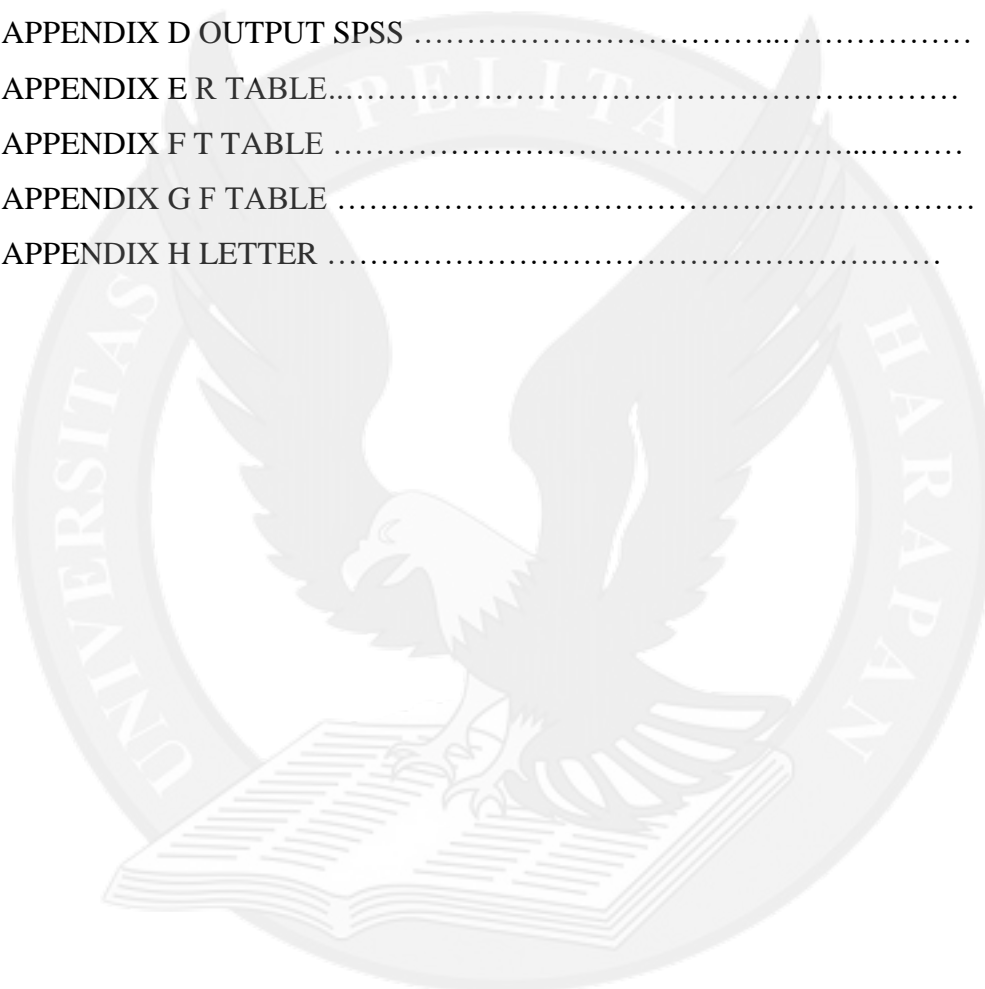 APPENDIX D OUTPUT SPSS …………………………….………………
APPENDIX E R TABLE..………………………………………….………
APPENDIX F T TABLE …………………………………………...………
APPENDIX G F TABLE ……………………………………………………
APPENDIX H LETTER …………………………………………….……
UNIVERSITAS PELITA HARAPAN